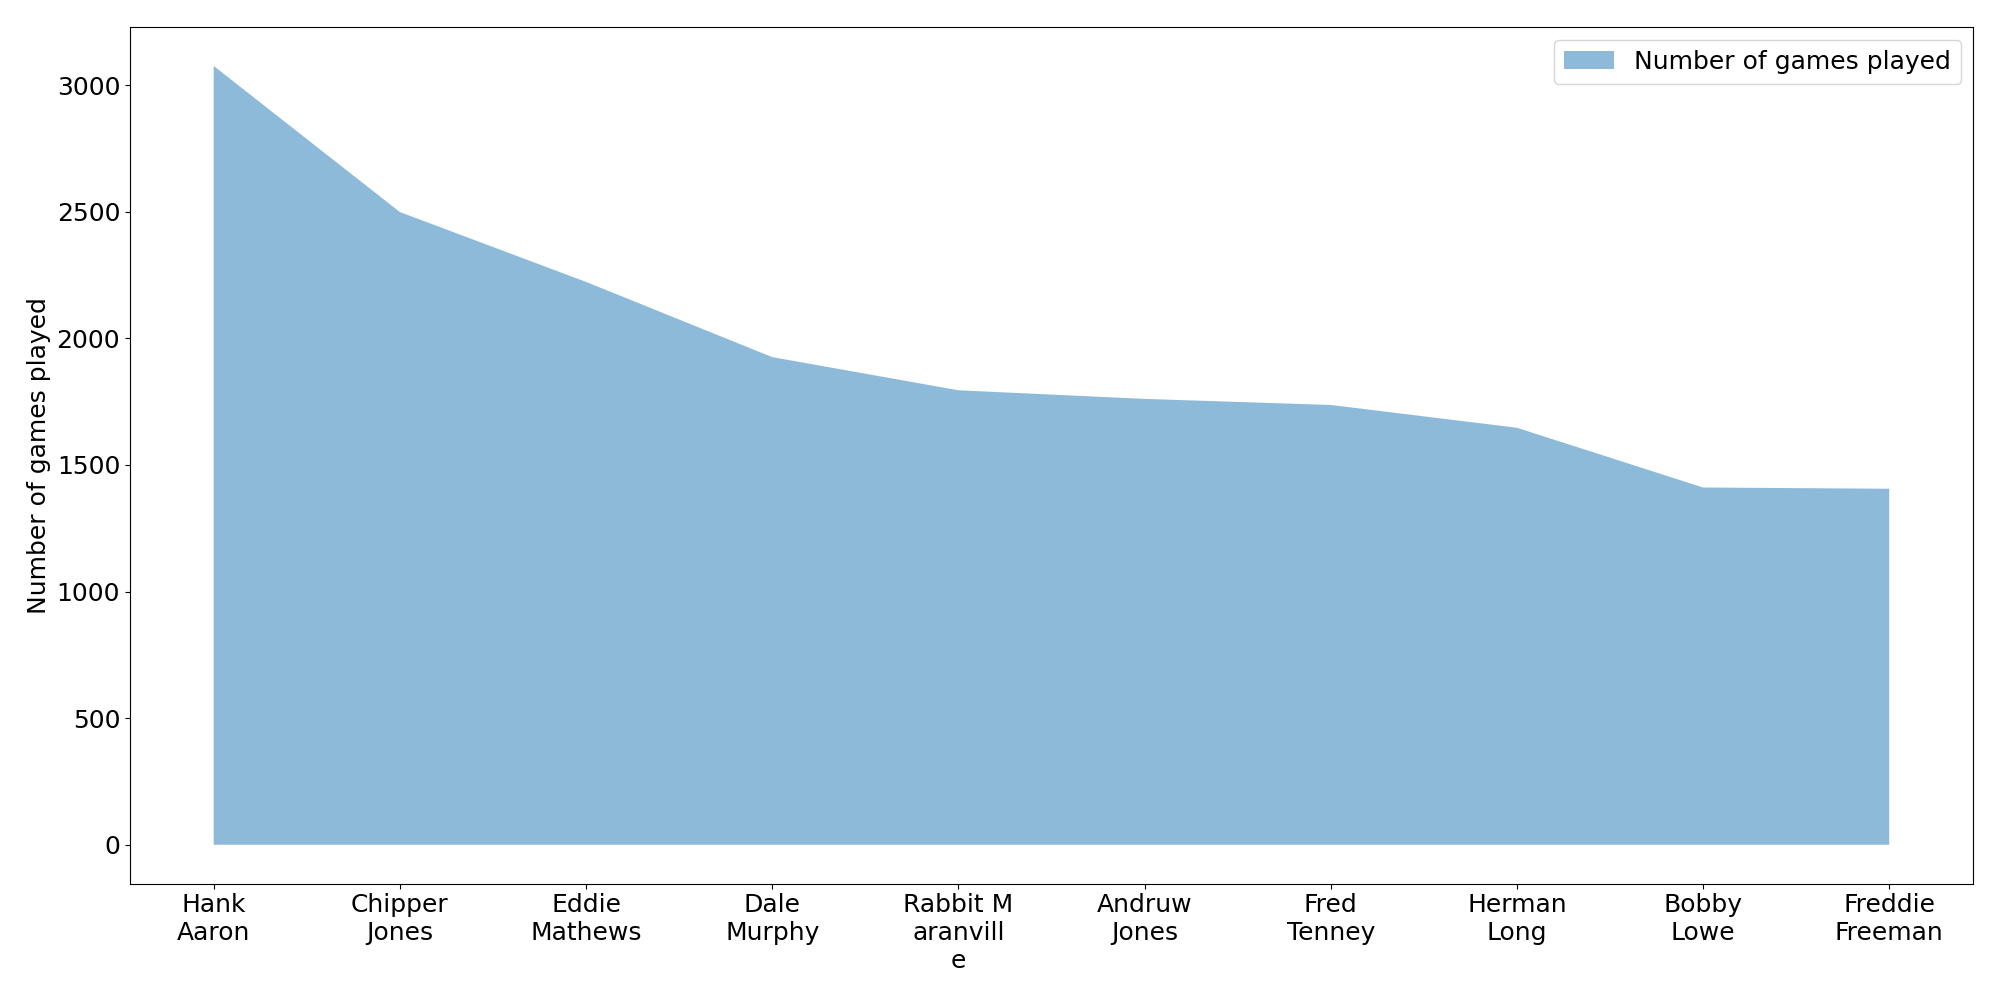 Number of games played
Number of games played
3000
2500
2000
1500
1000
500
0
Hank
Aaron
Chipper
Jones
Eddie
Mathews
Dale
Murphy
Rabbit M
aranvill
e
Andruw
Jones
Fred
Tenney
Herman
Long
Bobby
Lowe
Freddie
Freeman